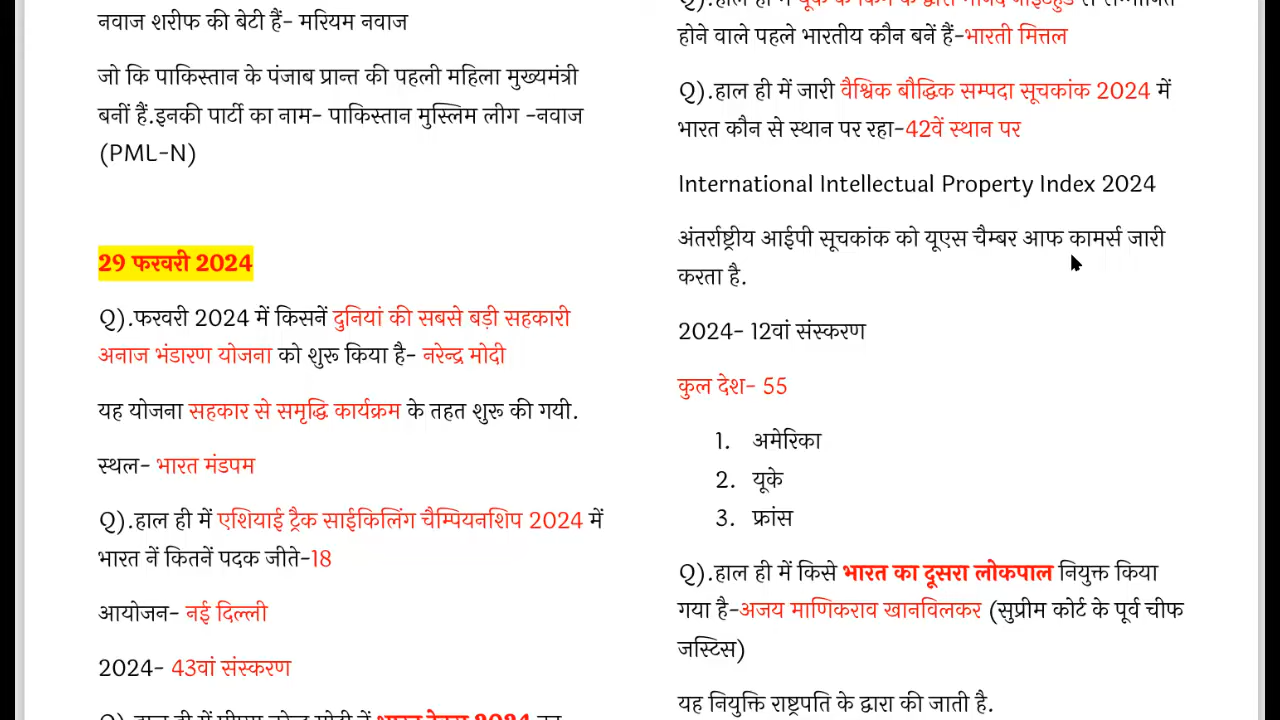 नवाज शरीफ की बेटी हैं- मरियम नवाज
जो कि पाकिस्तान के पंजाब प्रान्त की पहली महिला मुख्यमंत्री
बनीं हैं.इनकी पार्टी का नाम- पाकिस्तान मुस्लिम लीग -नवाज
(PML-N)
29 फरवरी 2024
Q).फरवरी 2024 में किसनें दुनियां की सबसे बड़ी सहकारी
अनाज भंडारण योजना को शुरू किया है- नरेन्द्र मोदी
यह योजना सहकार से समृद्धि कार्यक्रम के तहत शुरू की गयी.
स्थल- भारत मंडपम
Q).हाल ही में एशियाई ट्रैक साईकिलिंग चैम्पियनशिप 2024 में
भारत नें कितनें पदक जीते-18
आयोजन- नई दिल्ली
2024- 43वां संस्करण
होने वाले पहले भारतीय कौन बनें हैं-भारती मित्तल
Q).हाल ही में जारी वैश्विक बौद्धिक सम्पदा सूचकांक 2024 में
भारत कौन से स्थान पर रहा-42वें स्थान पर
International Intellectual Property Index 2024
अंतर्राष्ट्रीय आईपी सूचकांक को यूएस चैम्बर आफ कामर्स जारी
करता है.
2024- 12वां संस्करण
कुल देश- 55
1. अमेरिका
2. यूके
3. फ्रांस
Q).हाल ही में किसे भारत का दूसरा लोकपाल नियुक्त किया
गया है-अजय माणिकराव खानविलकर (सुप्रीम कोर्ट के पूर्व चीफ
जस्टिस)
यह नियुक्ति राष्ट्रपति के द्वारा की जाती है.